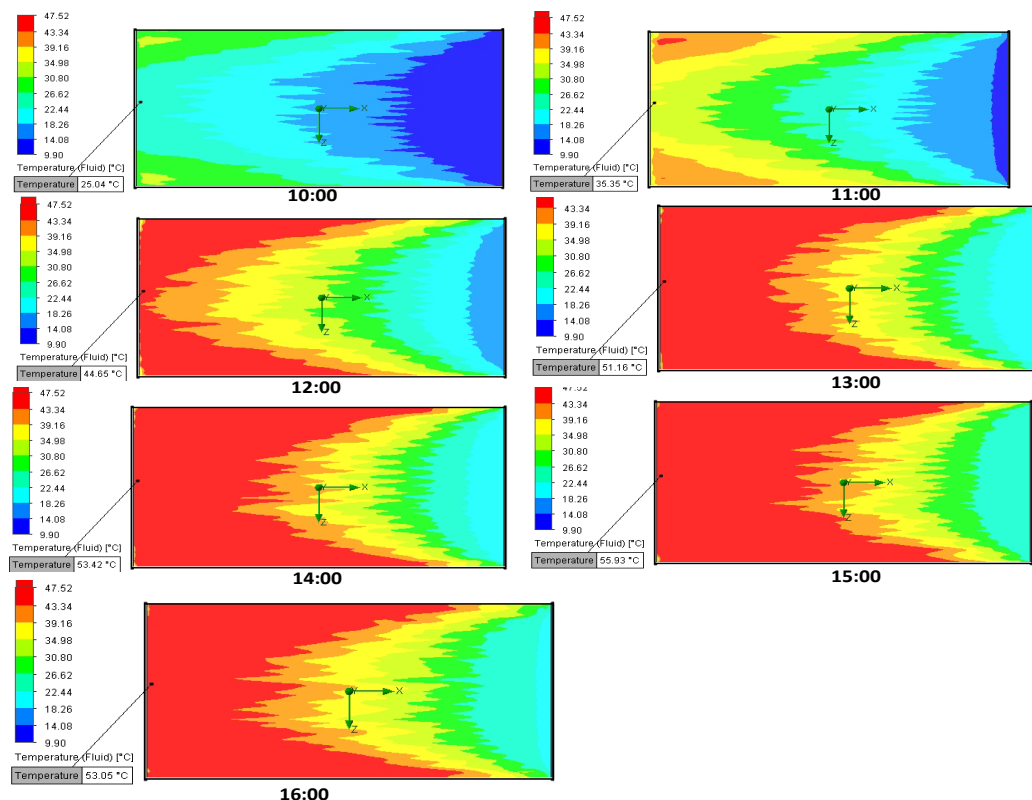 47.52
43.34
39.16
34.98
30.80
26.62
22.44
18.26
14.08
9.90
Temperature (Fluid) [°C]
Temperature 25.04 °C
Y X
Z
10:00
47.52
43.34
39.16
34.98
30.80
26.62
22.44
18.26
14.08
9.90
Temperature (Fluid) [°C]
Temperature 35.35 °C
Y X
Z
11:00
47.52
43.34
39.16
34.98
30.80
26.62
22.44
18.26
14.08
9.90
Temperature (Fluid) [°C]
Temperature 44.65 °C
Y X
Z
12:00
43.34
39.16
34.98
30.80
26.62
22.44
18.26
14.08
9.90
Temperature (Fluid) [°C]
Temperature 51.16 °C
Y X
Z
13:00
47.52
43.34
39.16
34.98
30.80
26.62
22.44
18.26
14.08
9.90
Temperature (Fluid) [°C]
Temperature 53.42 °C
Y X
Z
14:00
47.52
43.34
39.16
34.98
30.80
26.62
22.44
18.26
14.08
9.90
Temperature (Fluid) [°C]
Temperature 55.93 °C
Y X
Z
15:00
47.52
43.34
39.16
34.98
30.80
26.62
22.44
18.26
14.08
9.90
Temperature (Fluid) [°C]
Temperature 53.05 °C
Y X
Z
16:00